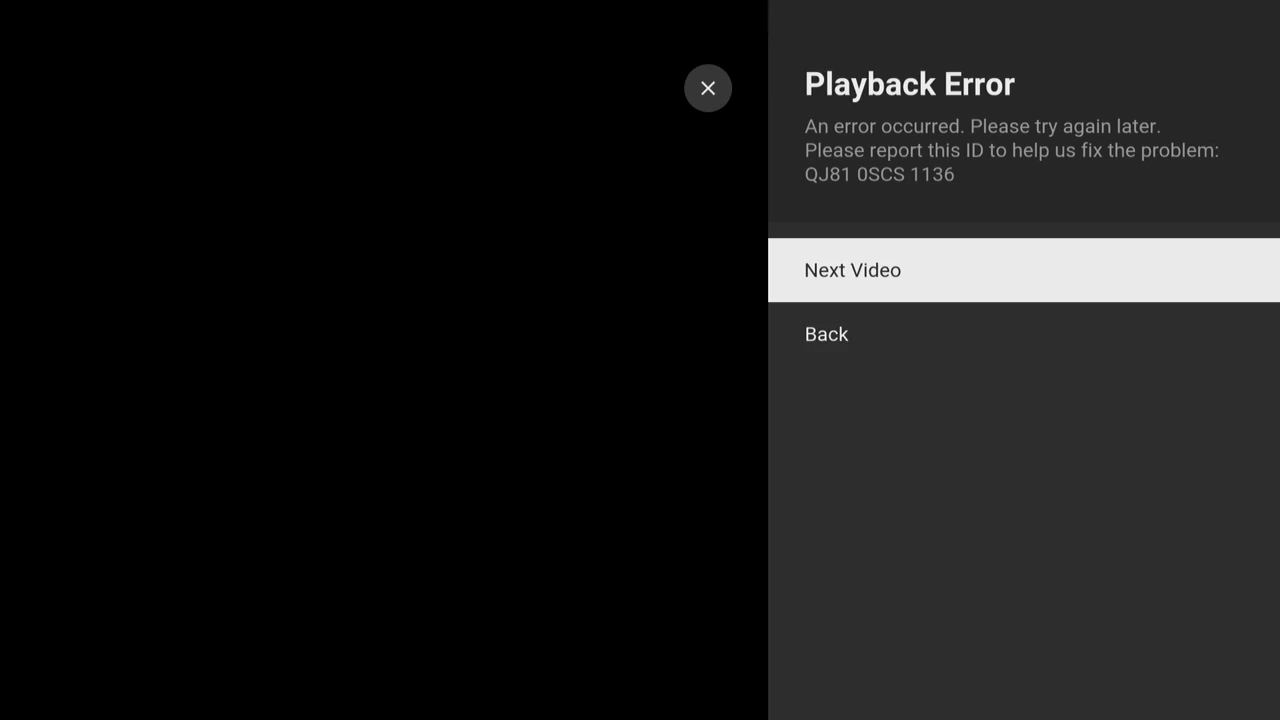 Playback Error
An error occurred. Please try again later.
Please report this ID to help us fix the problem:
QJ81 0SCS 1136
Next Video
Back